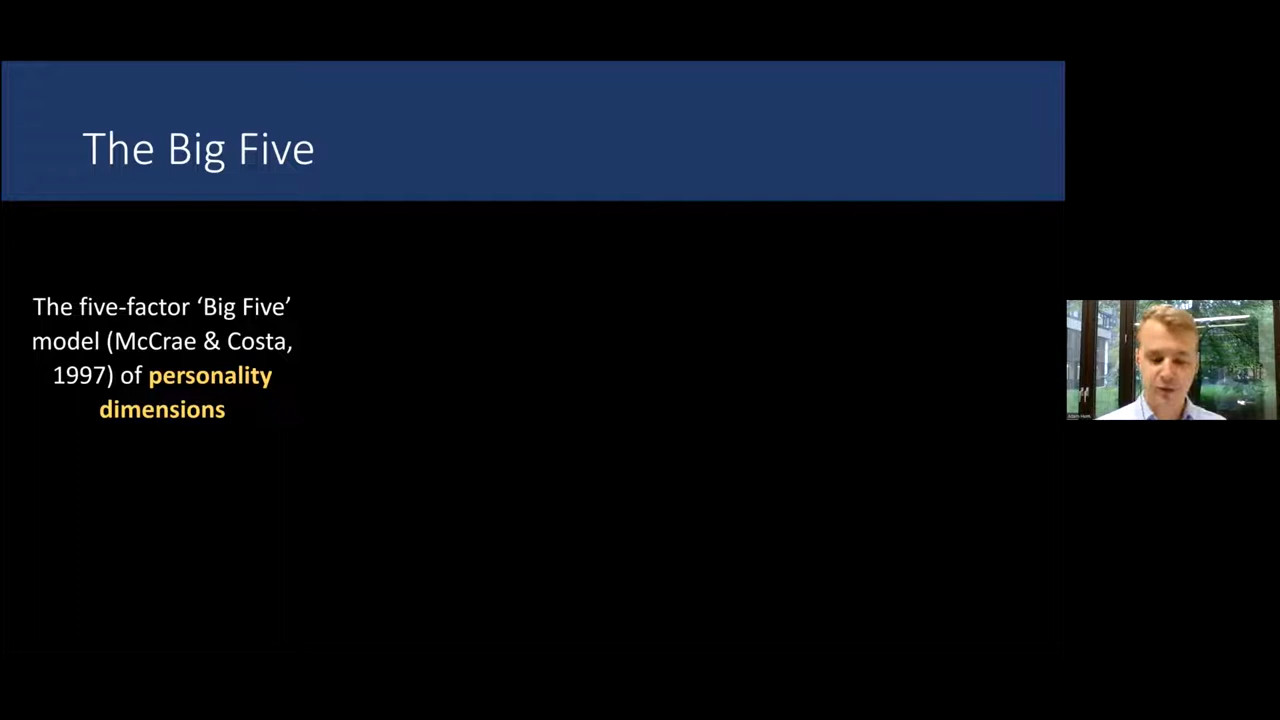 The Big Five
The five-factor ‘Big Five’
model (McCrae & Costa,
1997) of personality
dimensions